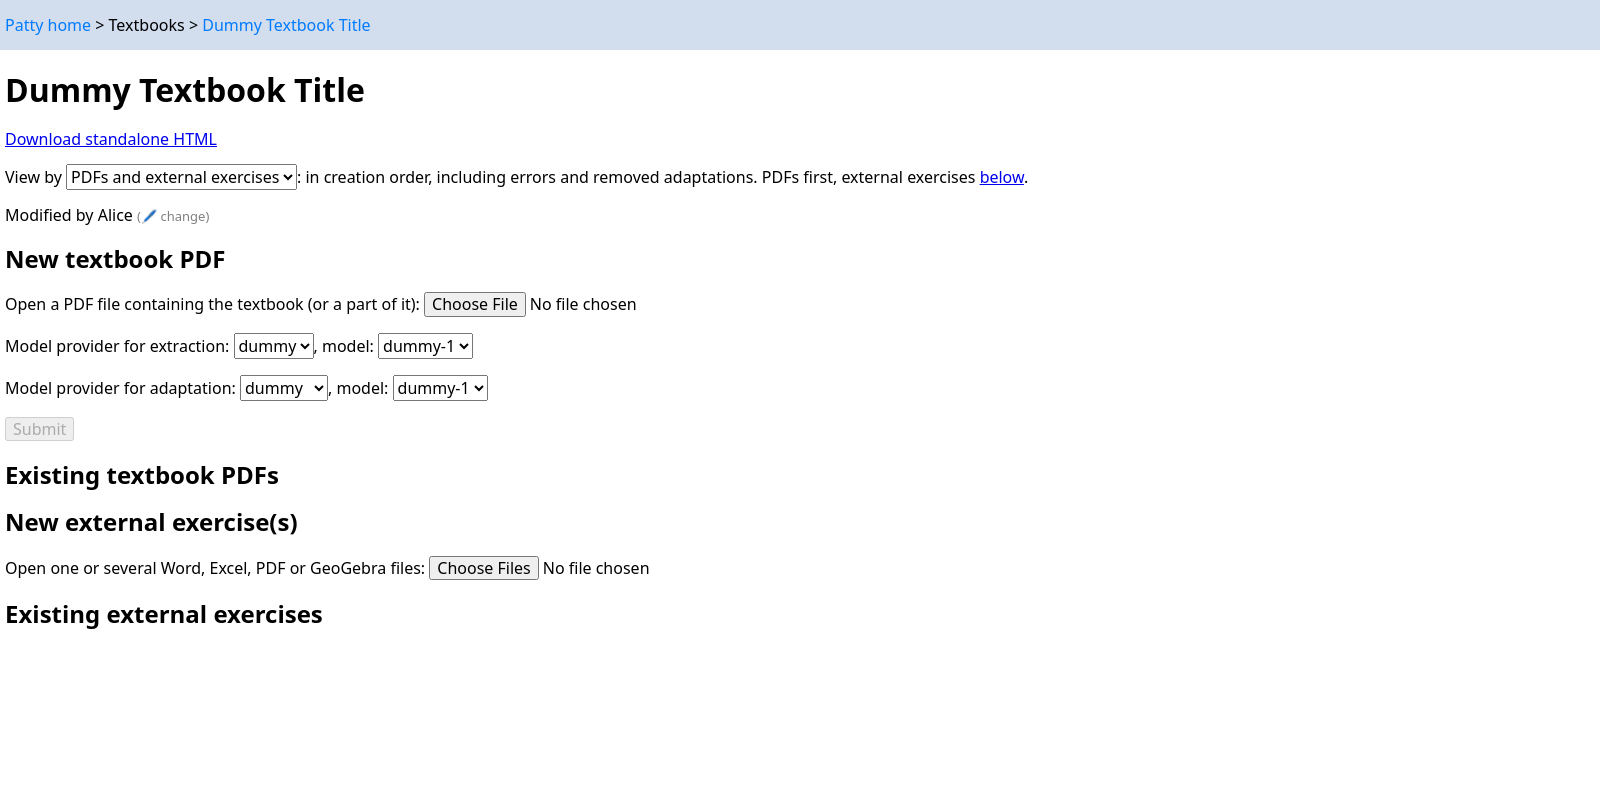 Patty home > Textbooks > Dummy Textbook Title
Dummy Textbook Title
Download standalone HTML
View by PDFs and external exercises: in creation order, including errors and removed adaptations. PDFs first, external exercises below.
Modified by Alice (🖊️ change)
New textbook PDF
Open a PDF file containing the textbook (or a part of it): Choose File No file chosen
Model provider for extraction: dummy, model: dummy-1
Model provider for adaptation: dummy, model: dummy-1
Submit
Existing textbook PDFs
New external exercise(s)
Open one or several Word, Excel, PDF or GeoGebra files: Choose Files No file chosen
Existing external exercises